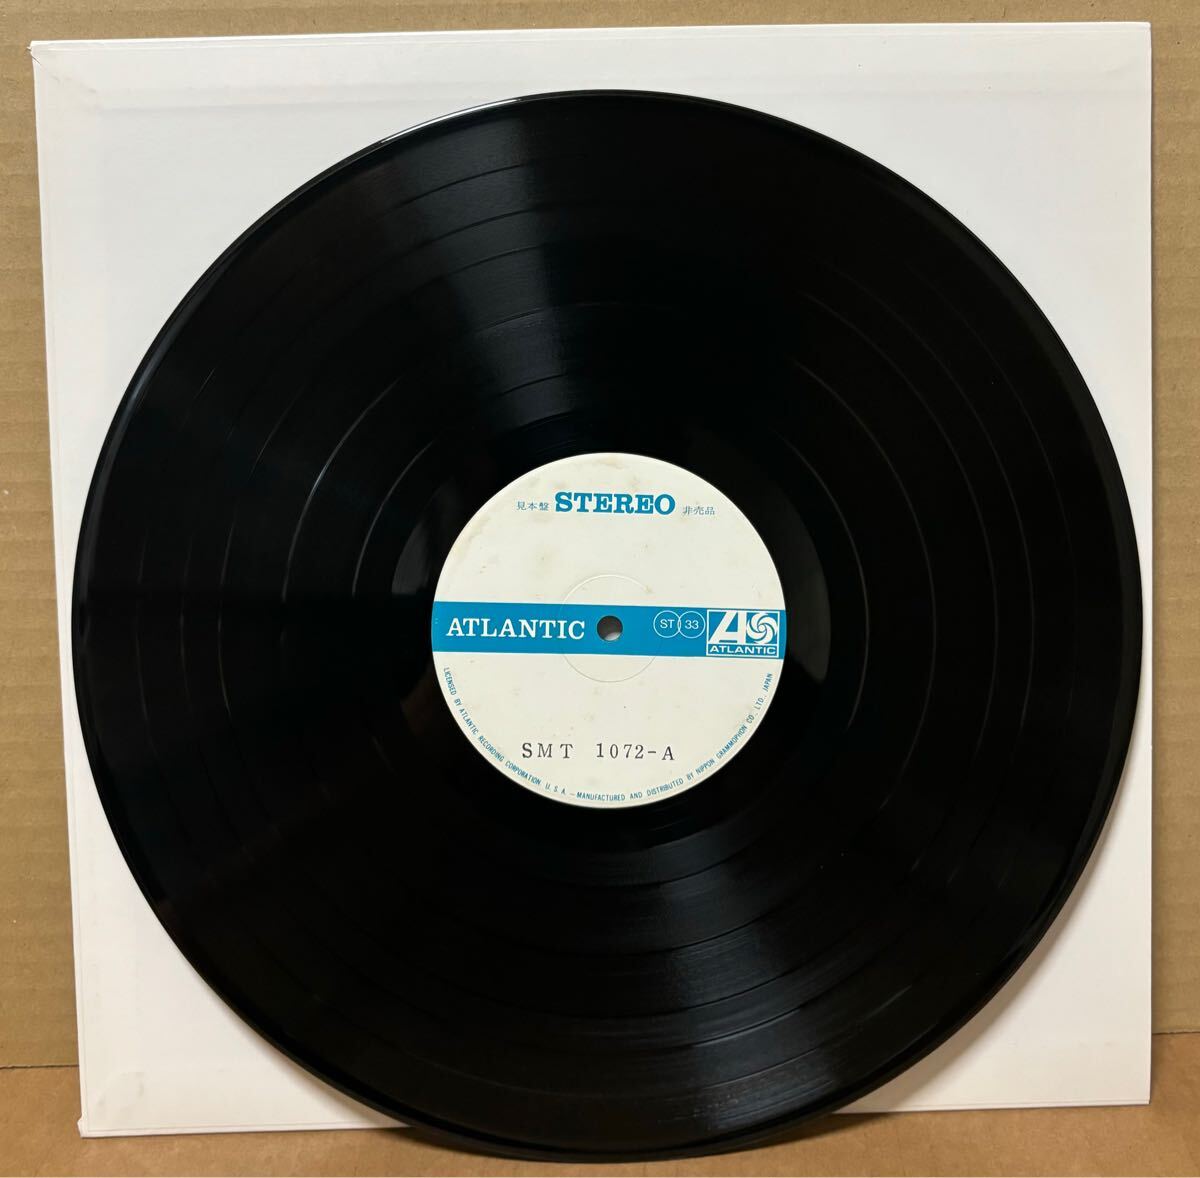 見本盤 STEREO 非売品
ATLANTIC ST 33 ATLANTIC
SMT 1072-A
LICENSED BY ATLANTIC RECORDING CORPORATION U.S.A. — MANUFACTURED AND DISTRIBUTED BY NIPPON GRAMMOPHON CO., LTD., JAPAN